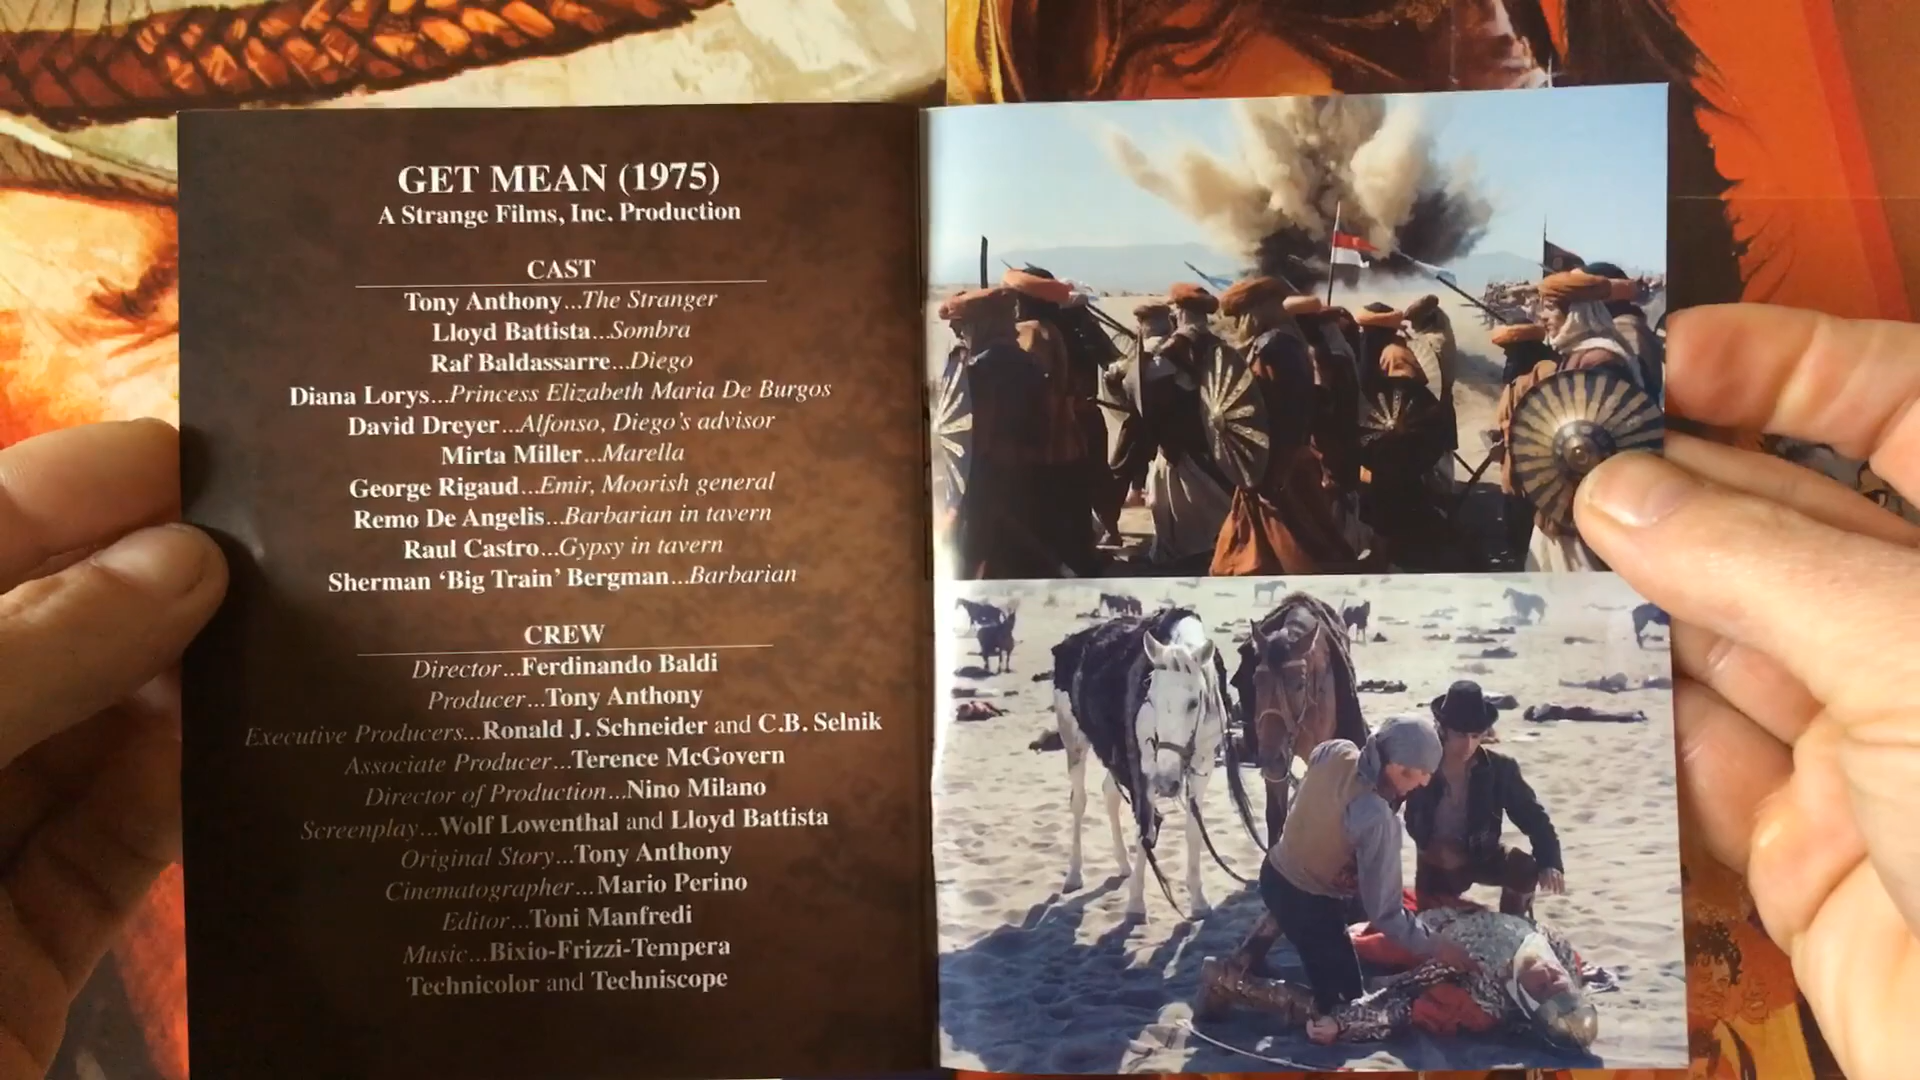 GET MEAN (1975)
A Strange Films, Inc. Production
CAST
Tony Anthony...The Stranger
Lloyd Battista...Sombra
Raf Baldassarre...Diego
Diana Lorys...Princess Elizabeth Maria De Burgos
David Dreyer...Alfonso, Diego's advisor
Mirta Miller...Marella
George Rigaud...Emir, Moorish general
Remo De Angelis...Barbarian in tavern
Raul Castro...Gypsy in tavern
Sherman ‘Big Train’ Bergman...Barbarian
CREW
Director...Ferdinando Baldi
Producer...Tony Anthony
Executive Producers...Ronald J. Schneider and C.B. Selnik
Associate Producer...Terence McGovern
Director of Production...Nino Milano
Screenplay...Wolf Lowenthal and Lloyd Battista
Original Story...Tony Anthony
Cinematographer...Mario Perino
Editor...Toni Manfredi
Music...Bixio-Frizzi-Tempera
Technicolor and Techniscope